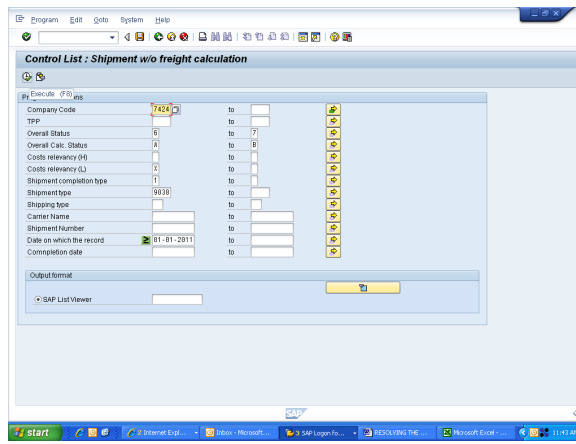 Program Edit Goto System Help
Control List : Shipment w/o freight calculation
Execute (F8)
Company Code 7424 to
TPP to
Overall Status 6 to 7
Overall Calc. Status A to B
Costs relevancy (H) to
Costs relevancy (L) X to
Shipment completion type 1 to
Shipment type 9030 to
Shipping type to
Carrier Name to
Shipment Number to
Date on which the record ≥ 01-01-2011 to
Comnpletion date to
Output format
SAP List Viewer
SAP
start 2 Internet Expl... Inbox - Microsoft... 3 SAP Logon fo... RESOLVING THE ... Microsoft Excel - ... 11:43 AM